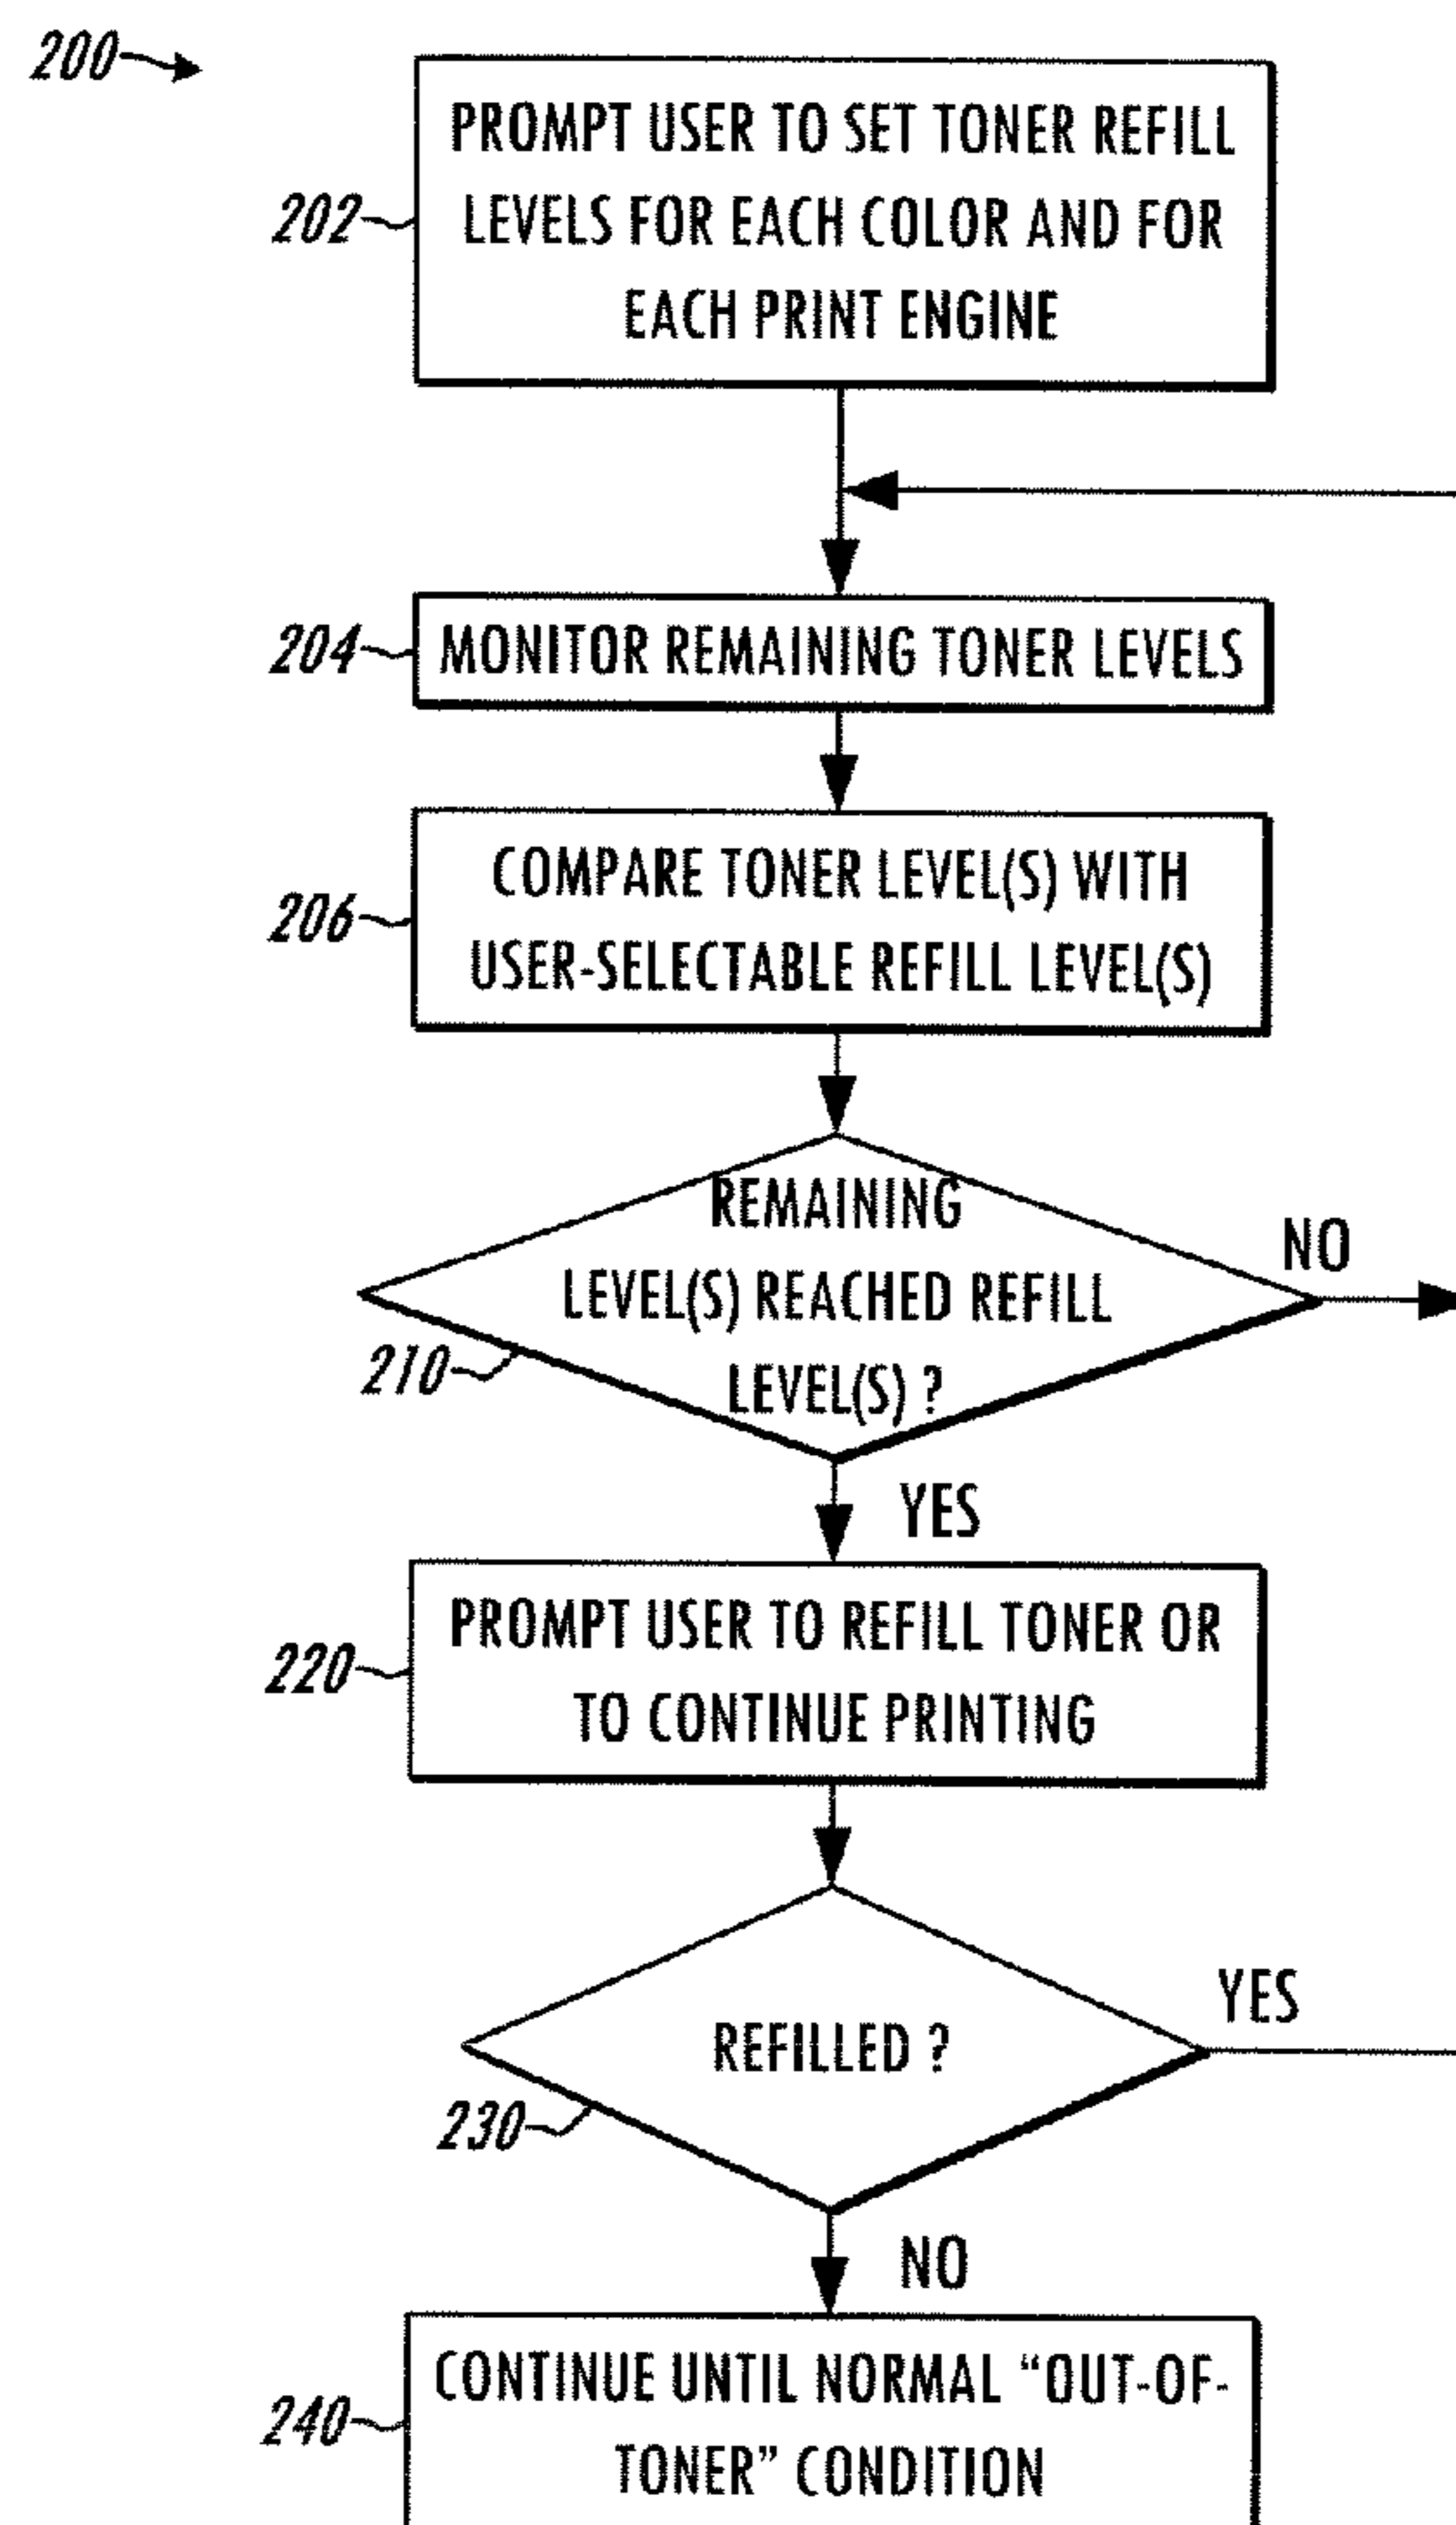 200
PROMPT USER TO SET TONER REFILL
LEVELS FOR EACH COLOR AND FOR
EACH PRINT ENGINE
202
204
MONITOR REMAINING TONER LEVELS
COMPARE TONER LEVEL(S) WITH
USER-SELECTABLE REFILL LEVEL(S)
206
REMAINING
LEVEL(S) REACHED REFILL
LEVEL(S) ?
NO
210
YES
PROMPT USER TO REFILL TONER OR
TO CONTINUE PRINTING
220
REFILLED ?
YES
230
NO
CONTINUE UNTIL NORMAL “OUT-OF-
TONER” CONDITION
240